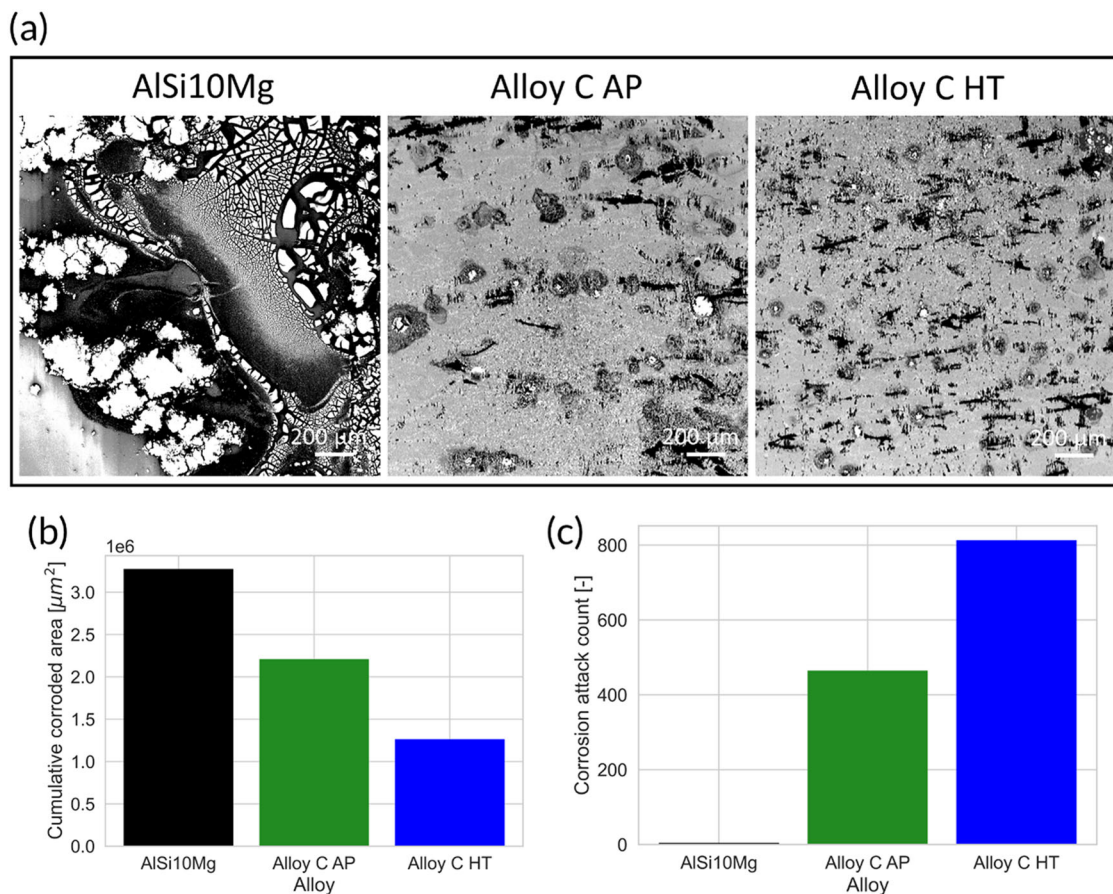 (a)
AlSi10Mg Alloy C AP Alloy C HT
200 μm 200 μm 200 μm
(b)
1e6
Cumulative corroded area [μm²]
3.0
2.5
2.0
1.5
1.0
0.5
0.0
AlSi10Mg Alloy C AP Alloy C HT
Alloy
(c)
Corrosion attack count [-]
800
600
400
200
0
AlSi10Mg Alloy C AP Alloy C HT
Alloy